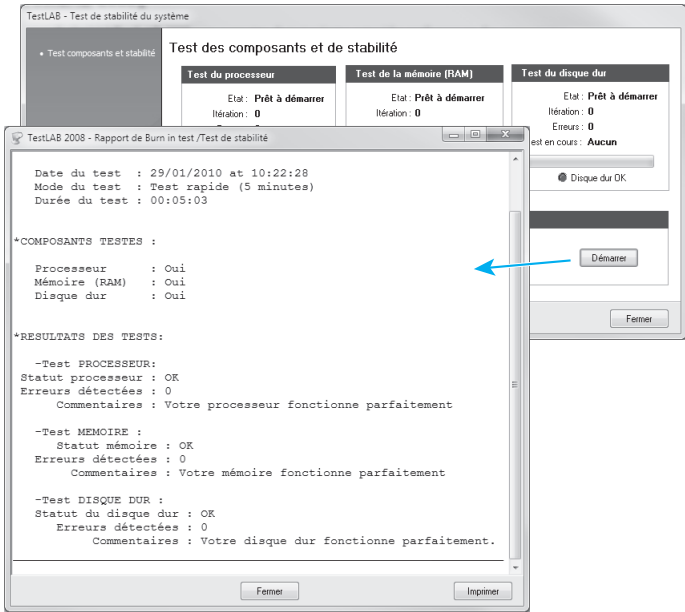 TestLAB - Test de stabilité du système
• Test composants et stabilité
Test des composants et de stabilité
Test du processeur
Etat : Prêt à démarrer
Itération : 0
Test de la mémoire (RAM)
Etat : Prêt à démarrer
Itération : 0
Test du disque dur
Etat : Prêt à démarrer
Itération : 0
Erreurs : 0
est en cours : Aucun
Disque dur OK
Démarrer
Fermer
TestLAB 2008 - Rapport de Burn in test /Test de stabilité
Date du test : 29/01/2010 at 10:22:28
Mode du test : Test rapide (5 minutes)
Durée du test : 00:05:03
*COMPOSANTS TESTES :
Processeur : Oui
Mémoire (RAM) : Oui
Disque dur : Oui
*RESULTATS DES TESTS:
-Test PROCESSEUR:
Statut processeur : OK
Erreurs détectées : 0
Commentaires : Votre processeur fonctionne parfaitement
-Test MEMOIRE :
Statut mémoire : OK
Erreurs détectées : 0
Commentaires : Votre mémoire fonctionne parfaitement
-Test DISQUE DUR :
Statut du disque dur : OK
Erreurs détectées : 0
Commentaires : Votre disque dur fonctionne parfaitement.
Fermer
Imprimer